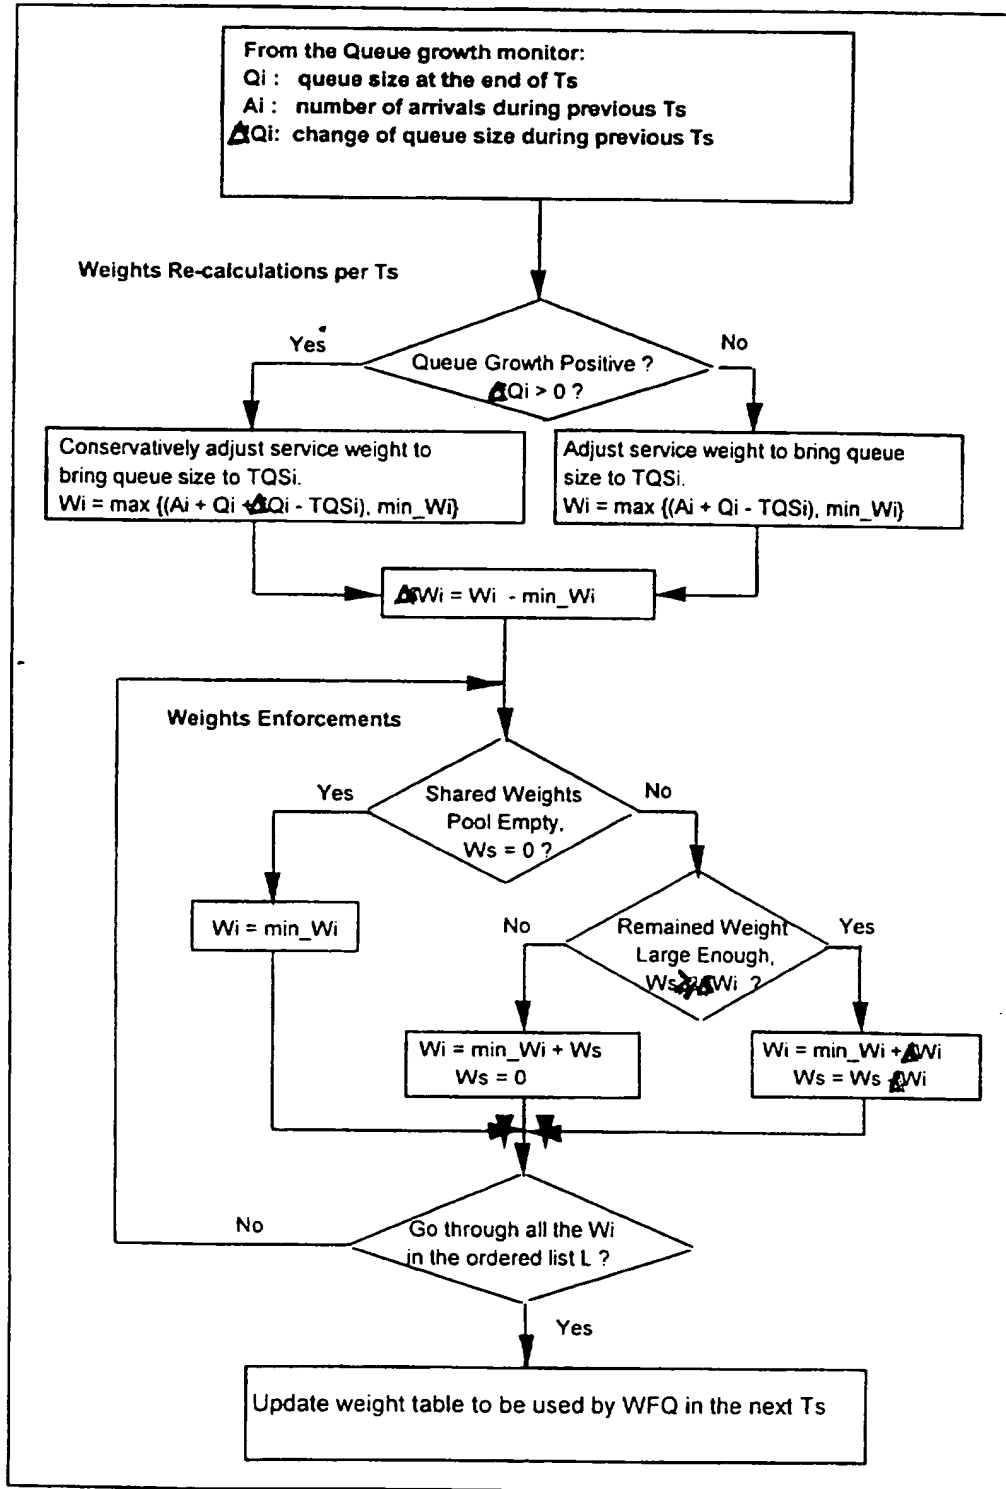 From the Queue growth monitor:
Qi : queue size at the end of Ts
Ai : number of arrivals during previous Ts
ΔQi: change of queue size during previous Ts
Weights Re-calculations per Ts
Yes
No
Queue Growth Positive ?
ΔQi > 0 ?
Conservatively adjust service weight to
bring queue size to TQSi.
Wi = max {(Ai + Qi +ΔQi - TQSi), min_Wi}
Adjust service weight to bring queue
size to TQSi.
Wi = max {(Ai + Qi - TQSi), min_Wi}
ΔWi = Wi - min_Wi
Weights Enforcements
Yes
No
Shared Weights
Pool Empty,
Ws = 0 ?
Wi = min_Wi
No
Yes
Remained Weight
Large Enough,
Ws ≥ ΔWi ?
Wi = min_Wi + Ws
Ws = 0
Wi = min_Wi + ΔWi
Ws = Ws - ΔWi
No
Go through all the Wi
in the ordered list L ?
Yes
Update weight table to be used by WFQ in the next Ts